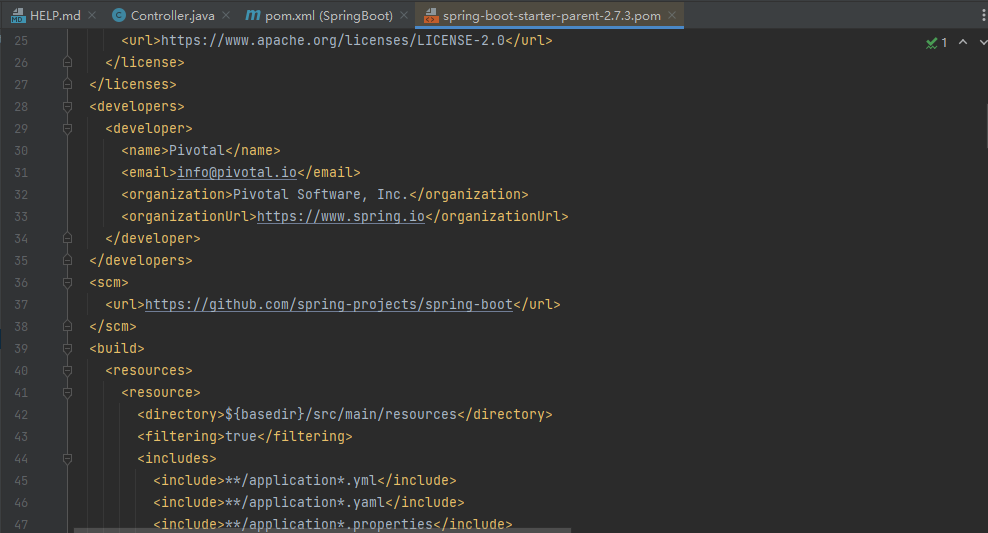 HELP.md Controller.java pom.xml (SpringBoot) spring-boot-starter-parent-2.7.3.pom
1
25 <url>https://www.apache.org/licenses/LICENSE-2.0</url>
26 </license>
27 </licenses>
28 <developers>
29 <developer>
30 <name>Pivotal</name>
31 <email>info@pivotal.io</email>
32 <organization>Pivotal Software, Inc.</organization>
33 <organizationUrl>https://www.spring.io</organizationUrl>
34 </developer>
35 </developers>
36 <scm>
37 <url>https://github.com/spring-projects/spring-boot</url>
38 </scm>
39 <build>
40 <resources>
41 <resource>
42 <directory>${basedir}/src/main/resources</directory>
43 <filtering>true</filtering>
44 <includes>
45 <include>**/application*.yml</include>
46 <include>**/application*.yaml</include>
47 <include>**/application*.properties</include>